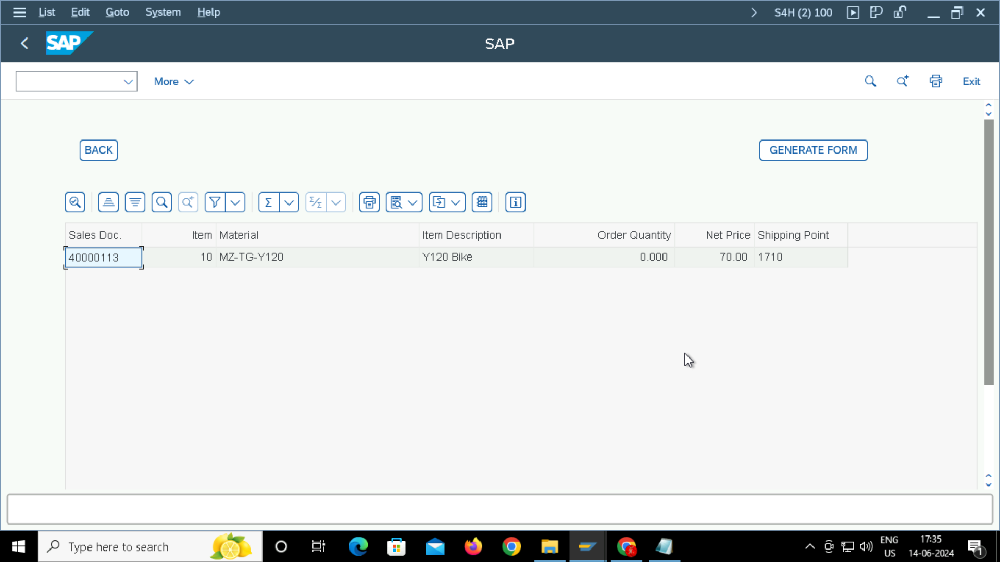 List Edit Goto System Help S4H (2) 100
SAP SAP
More Exit
BACK GENERATE FORM
Sales Doc. Item Material Item Description Order Quantity Net Price Shipping Point
40000113 10 MZ-TG-Y120 Y120 Bike 0.000 70.00 1710
Type here to search ENG 17:35
US 14-06-2024 1